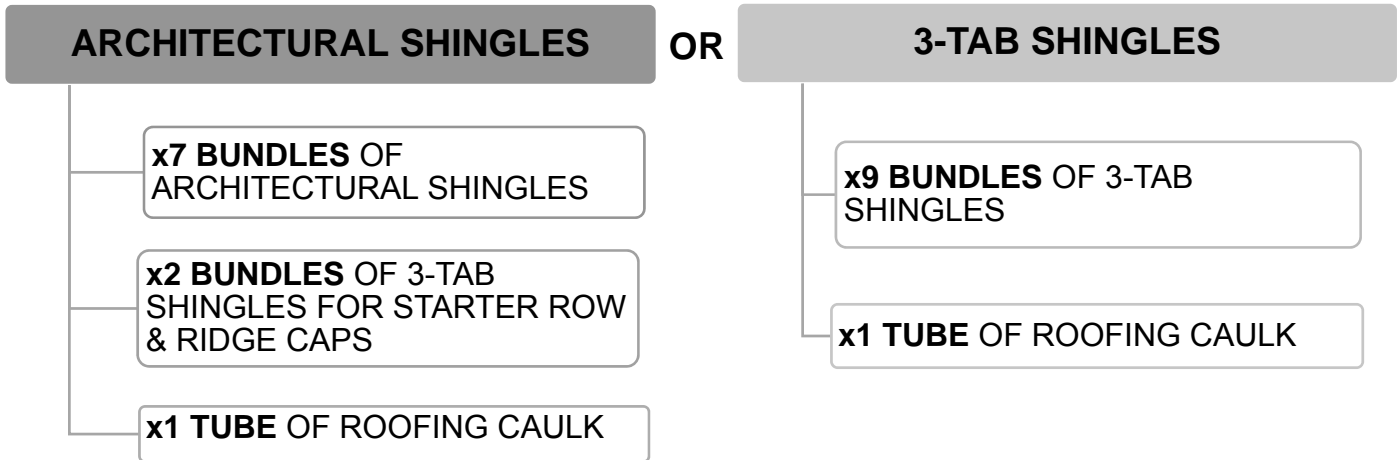 ARCHITECTURAL SHINGLES
x7 BUNDLES OF
ARCHITECTURAL SHINGLES
x2 BUNDLES OF 3-TAB
SHINGLES FOR STARTER ROW
& RIDGE CAPS
x1 TUBE OF ROOFING CAULK
OR
3-TAB SHINGLES
x9 BUNDLES OF 3-TAB
SHINGLES
x1 TUBE OF ROOFING CAULK